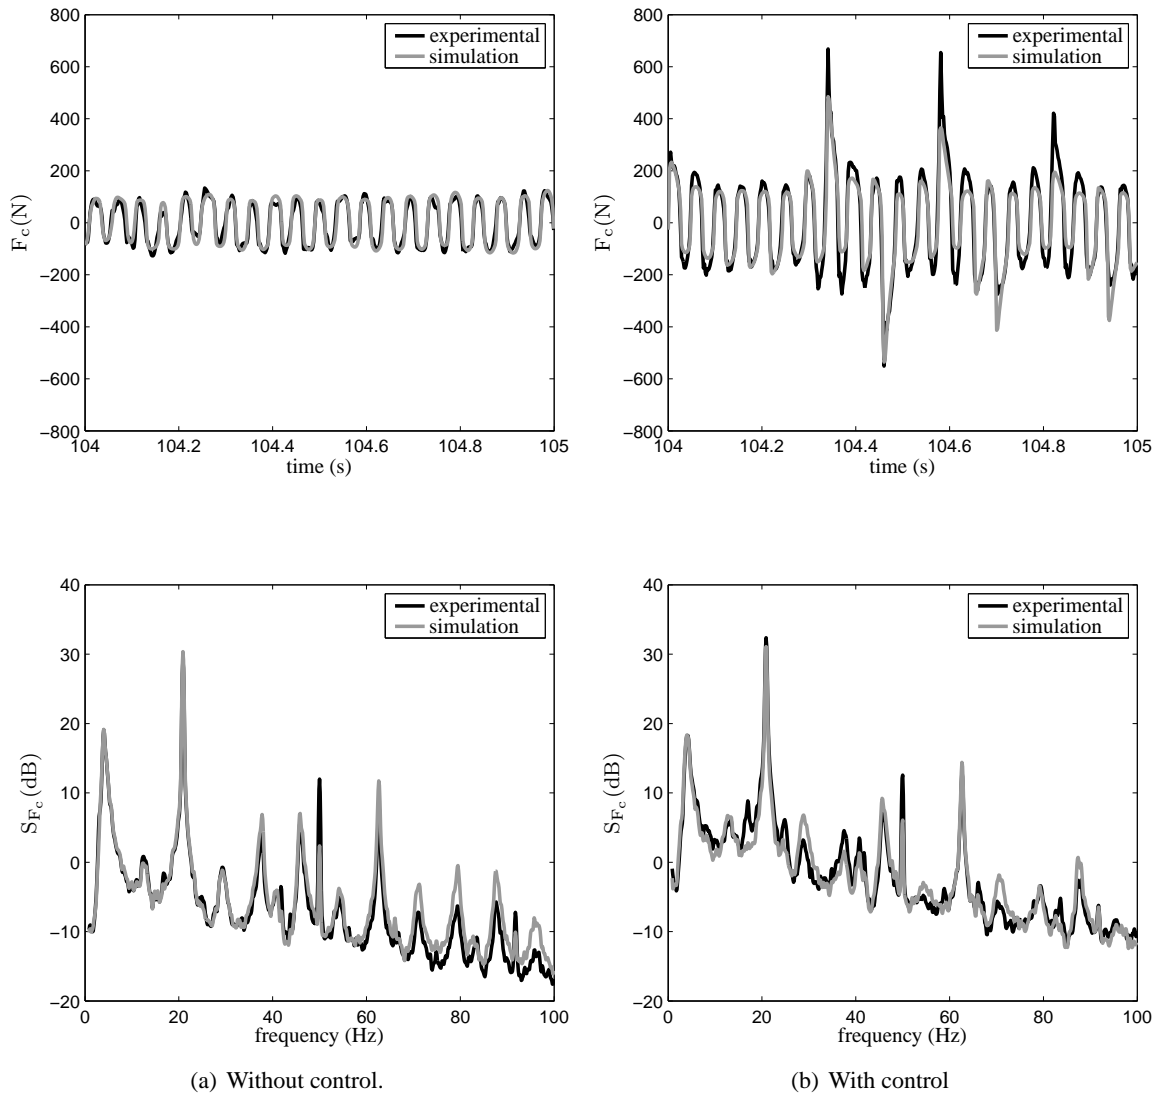 800
600
400
200
0
−200
−400
−600
−800
F_c (N)
104 104.2 104.4 104.6 104.8 105
time (s)
experimental
simulation
800
600
400
200
0
−200
−400
−600
−800
F_c (N)
104 104.2 104.4 104.6 104.8 105
time (s)
experimental
simulation
40
30
20
10
0
−10
−20
S_{F_c} (dB)
0 20 40 60 80 100
frequency (Hz)
experimental
simulation
40
30
20
10
0
−10
−20
S_{F_c} (dB)
0 20 40 60 80 100
frequency (Hz)
experimental
simulation
(a) Without control.
(b) With control